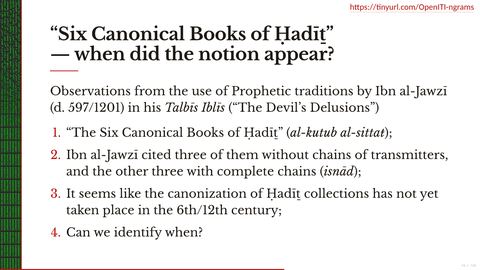 https://tinyurl.com/OpenITI-ngrams
“Six Canonical Books of Ḥadīṯ”
— when did the notion appear?
Observations from the use of Prophetic traditions by Ibn al-Jawzī
(d. 597/1201) in his Talbīs Iblīs (“The Devil’s Delusions”)
1. “The Six Canonical Books of Ḥadīṯ” (al-kutub al-sittat);
2. Ibn al-Jawzī cited three of them without chains of transmitters,
and the other three with complete chains (isnād);
3. It seems like the canonization of Ḥadīṯ collections has not yet
taken place in the 6th/12th century;
4. Can we identify when?